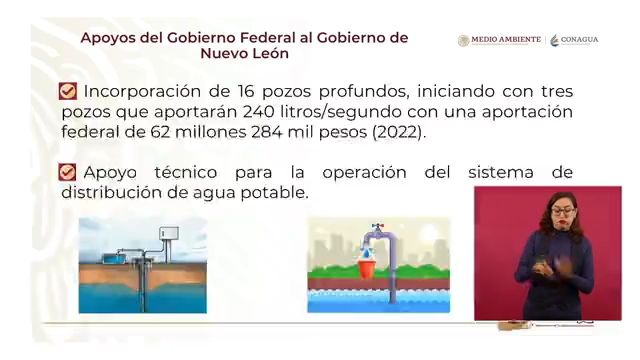 Apoyos del Gobierno Federal al Gobierno de
Nuevo León
MEDIO AMBIENTE
CONAGUA
Incorporación de 16 pozos profundos, iniciando con tres
pozos que aportarán 240 litros/segundo con una aportación
federal de 62 millones 284 mil pesos (2022).
Apoyo técnico para la operación del sistema de
distribución de agua potable.